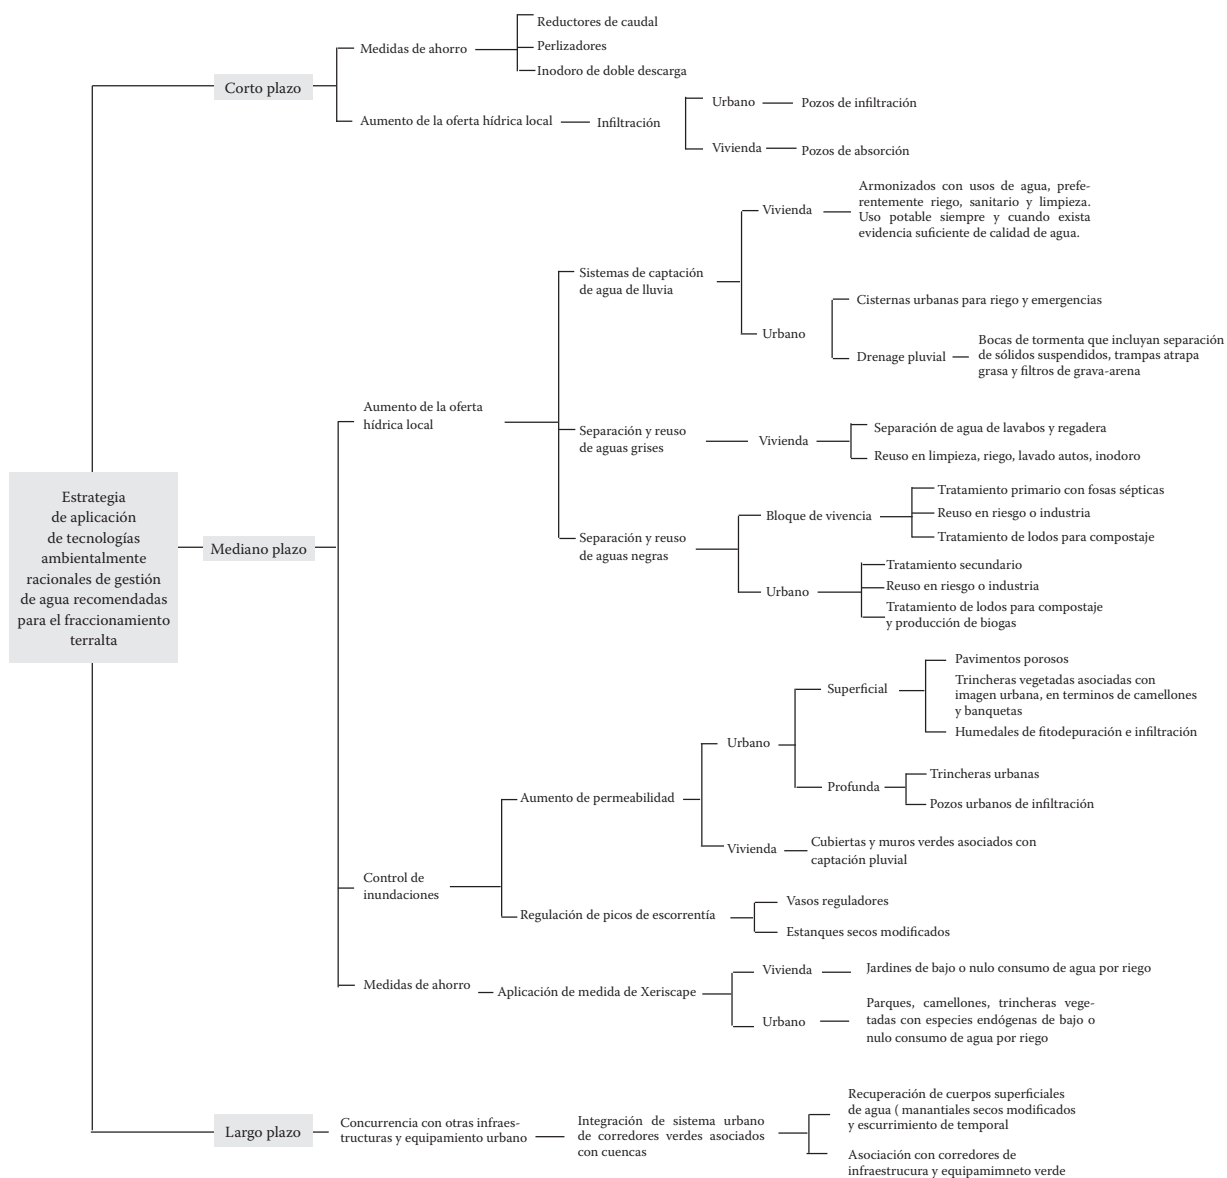 Reductores de caudal
Medidas de ahorro
Perlizadores
Inodoro de doble descarga
Corto plazo
Aumento de la oferta hídrica local
Infiltración
Urbano
Pozos de infiltración
Vivienda
Pozos de absorción
Estrategia
de aplicación
de tecnologías
ambientalmente
racionales de gestión
de agua recomendadas
para el fraccionamiento
terralta
Mediano plazo
Aumento de la oferta
hídrica local
Sistemas de captación
de agua de lluvia
Vivienda
Armonizados con usos de agua, prefe-
rentemente riego, sanitario y limpieza.
Uso potable siempre y cuando exista
evidencia suficiente de calidad de agua.
Urbano
Cisternas urbanas para riego y emergencias
Drenage pluvial
Bocas de tormenta que incluyan separación
de sólidos suspendidos, trampas atrapa
grasa y filtros de grava-arena
Separación y reuso
de aguas grises
Vivienda
Separación de agua de lavabos y regadera
Reuso en limpieza, riego, lavado autos, inodoro
Separación y reuso
de aguas negras
Bloque de vivencia
Tratamiento primario con fosas sépticas
Reuso en riesgo o industria
Tratamiento de lodos para compostaje
Urbano
Tratamiento secundario
Reuso en riesgo o industria
Tratamiento de lodos para compostaje
y producción de biogas
Control de
inundaciones
Aumento de permeabilidad
Urbano
Superficial
Pavimentos porosos
Trincheras vegetadas asociadas con
imagen urbana, en terminos de camellones
y banquetas
Humedales de fitodepuración e infiltración
Profunda
Trincheras urbanas
Pozos urbanos de infiltración
Vivienda
Cubiertas y muros verdes asociados con
captación pluvial
Regulación de picos de escorrentía
Vasos reguladores
Estanques secos modificados
Medidas de ahorro
Aplicación de medida de Xeriscape
Vivienda
Jardines de bajo o nulo consumo de agua por riego
Urbano
Parques, camellones, trincheras vege-
tadas con especies endógenas de bajo o
nulo consumo de agua por riego
Largo plazo
Concurrencia con otras infraes-
tructuras y equipamiento urbano
Integración de sistema urbano
de corredores verdes asociados
con cuencas
Recuperación de cuerpos superficiales
de agua ( manantiales secos modificados
y escurrimiento de temporal
Asociación con corredores de
infraestrucura y equipamimneto verde